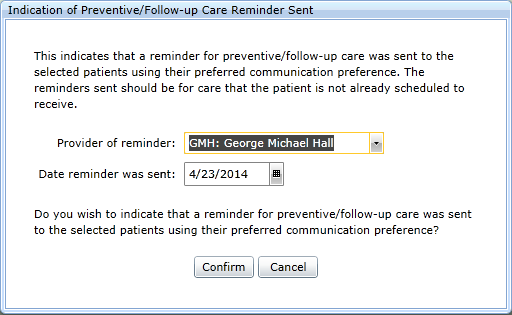 Indication of Preventive/Follow-up Care Reminder Sent
This indicates that a reminder for preventive/follow-up care was sent to the
selected patients using their preferred communication preference. The
reminders sent should be for care that the patient is not already scheduled to
receive.
Provider of reminder: GMH: George Michael Hall
Date reminder was sent: 4/23/2014
Do you wish to indicate that a reminder for preventive/follow-up care was sent
to the selected patients using their preferred communication preference?
Confirm Cancel